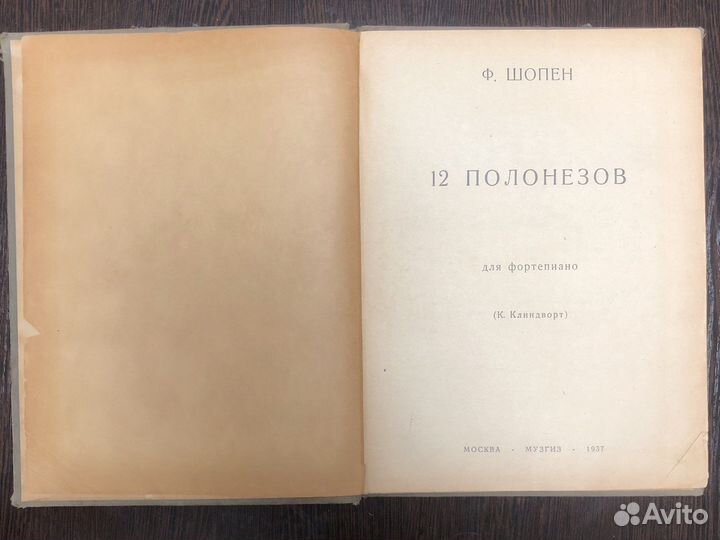 Ф. ШОПЕН
12 ПОЛОНЕЗОВ
для фортепиано
(К. Клиндворт)
МОСКВА - МУЗГИЗ - 1937
Avito